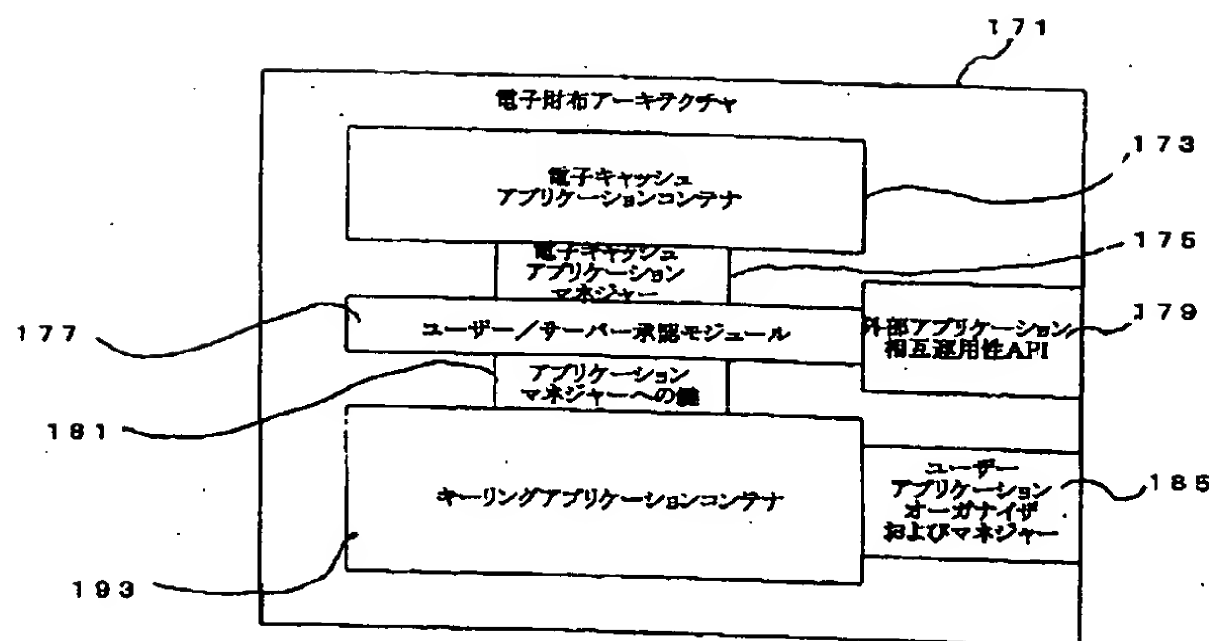 171
電子財布アーキテクチャ
173
電子キャッシュ
アプリケーションコンテナ
175
電子キャッシュ
アプリケーション
マネジャー
177
ユーザー／サーバー承認モジュール
179
外部アプリケーション
相互運用性API
181
アプリケーション
マネジャーへの鍵
185
ユーザー
アプリケーション
オーガナイザ
およびマネジャー
キーリングアプリケーションコンテナ
193